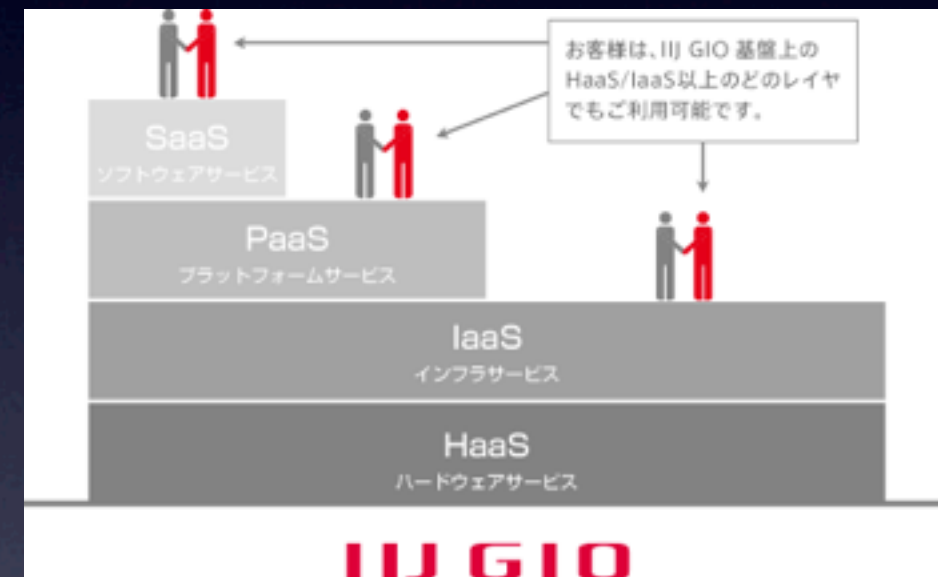 お客様は、IIJ GIO 基盤上の
HaaS/IaaS以上のどのレイヤ
でもご利用可能です。
SaaS
ソフトウェアサービス
PaaS
プラットフォームサービス
IaaS
インフラサービス
HaaS
ハードウェアサービス
IIJ GIO